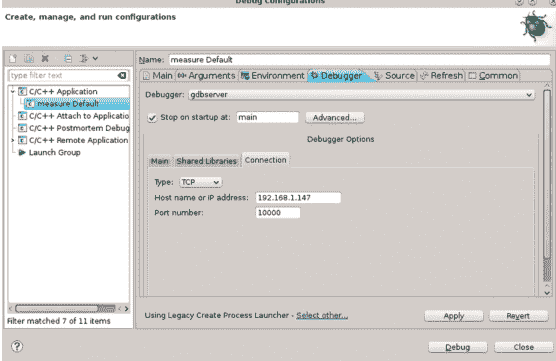 Debug Configurations
Create, manage, and run configurations
type filter text
C/C++ Application
measure Default
C/C++ Attach to Applicatio
C/C++ Postmortem Debug
C/C++ Remote Application
Launch Group
Filter matched 7 of 11 items
Name: measure Default
Main Arguments Environment Debugger Source Refresh Common
Debugger: gdbserver
Stop on startup at: main Advanced...
Debugger Options
Main Shared Libraries Connection
Type: TCP
Host name or IP address: 192.168.1.147
Port number: 10000
Using Legacy Create Process Launcher - Select other...
Apply Revert
Debug Close